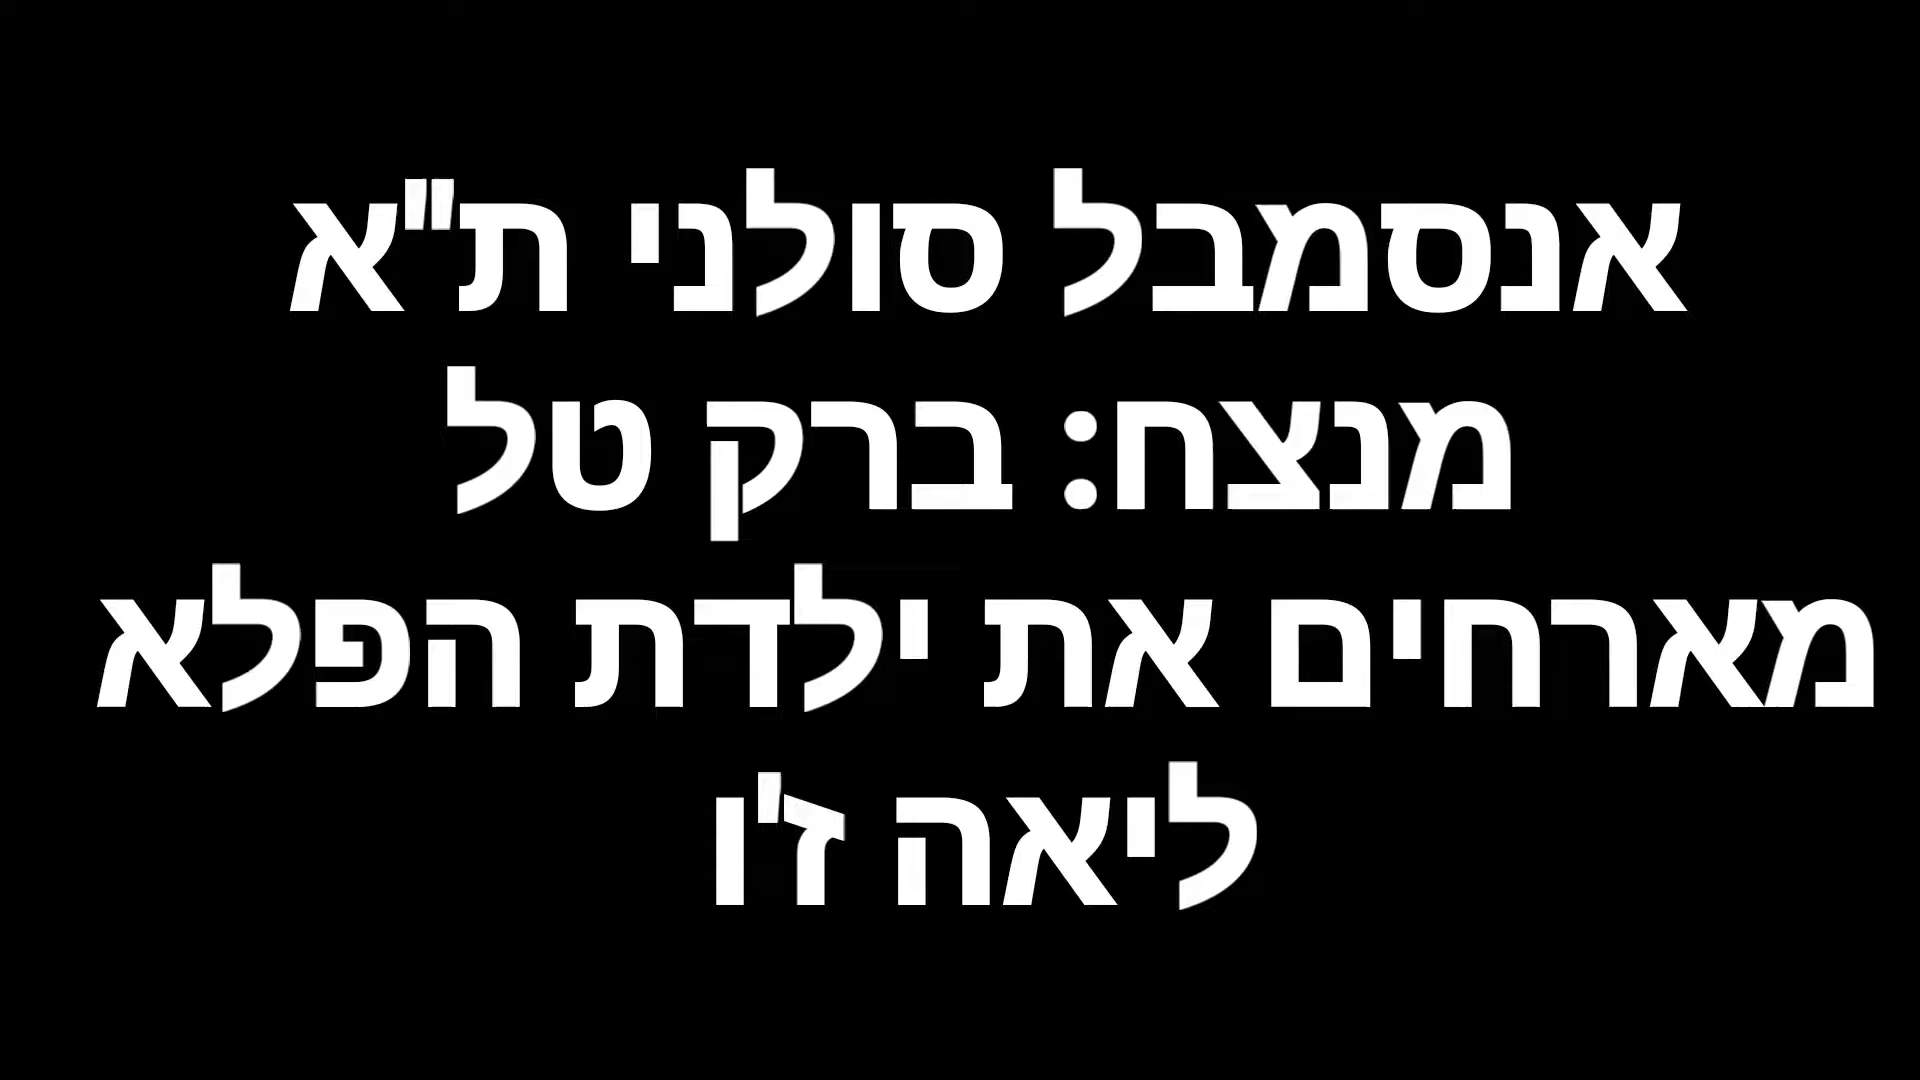 אנסמבל סולני ת"א
מנצח: ברק טל
מארחים את ילדת הפלא
ליאה ז'ו